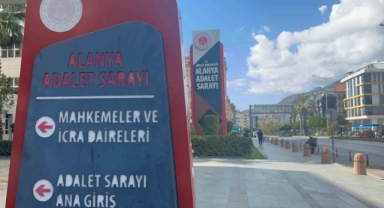 ALANYA
ADALET SARAYI
MAHKEMELER VE
İCRA DAİRELERİ
ADALET SARAYI
ANA GİRİŞ
ALANYA
ADALET
SARAYI